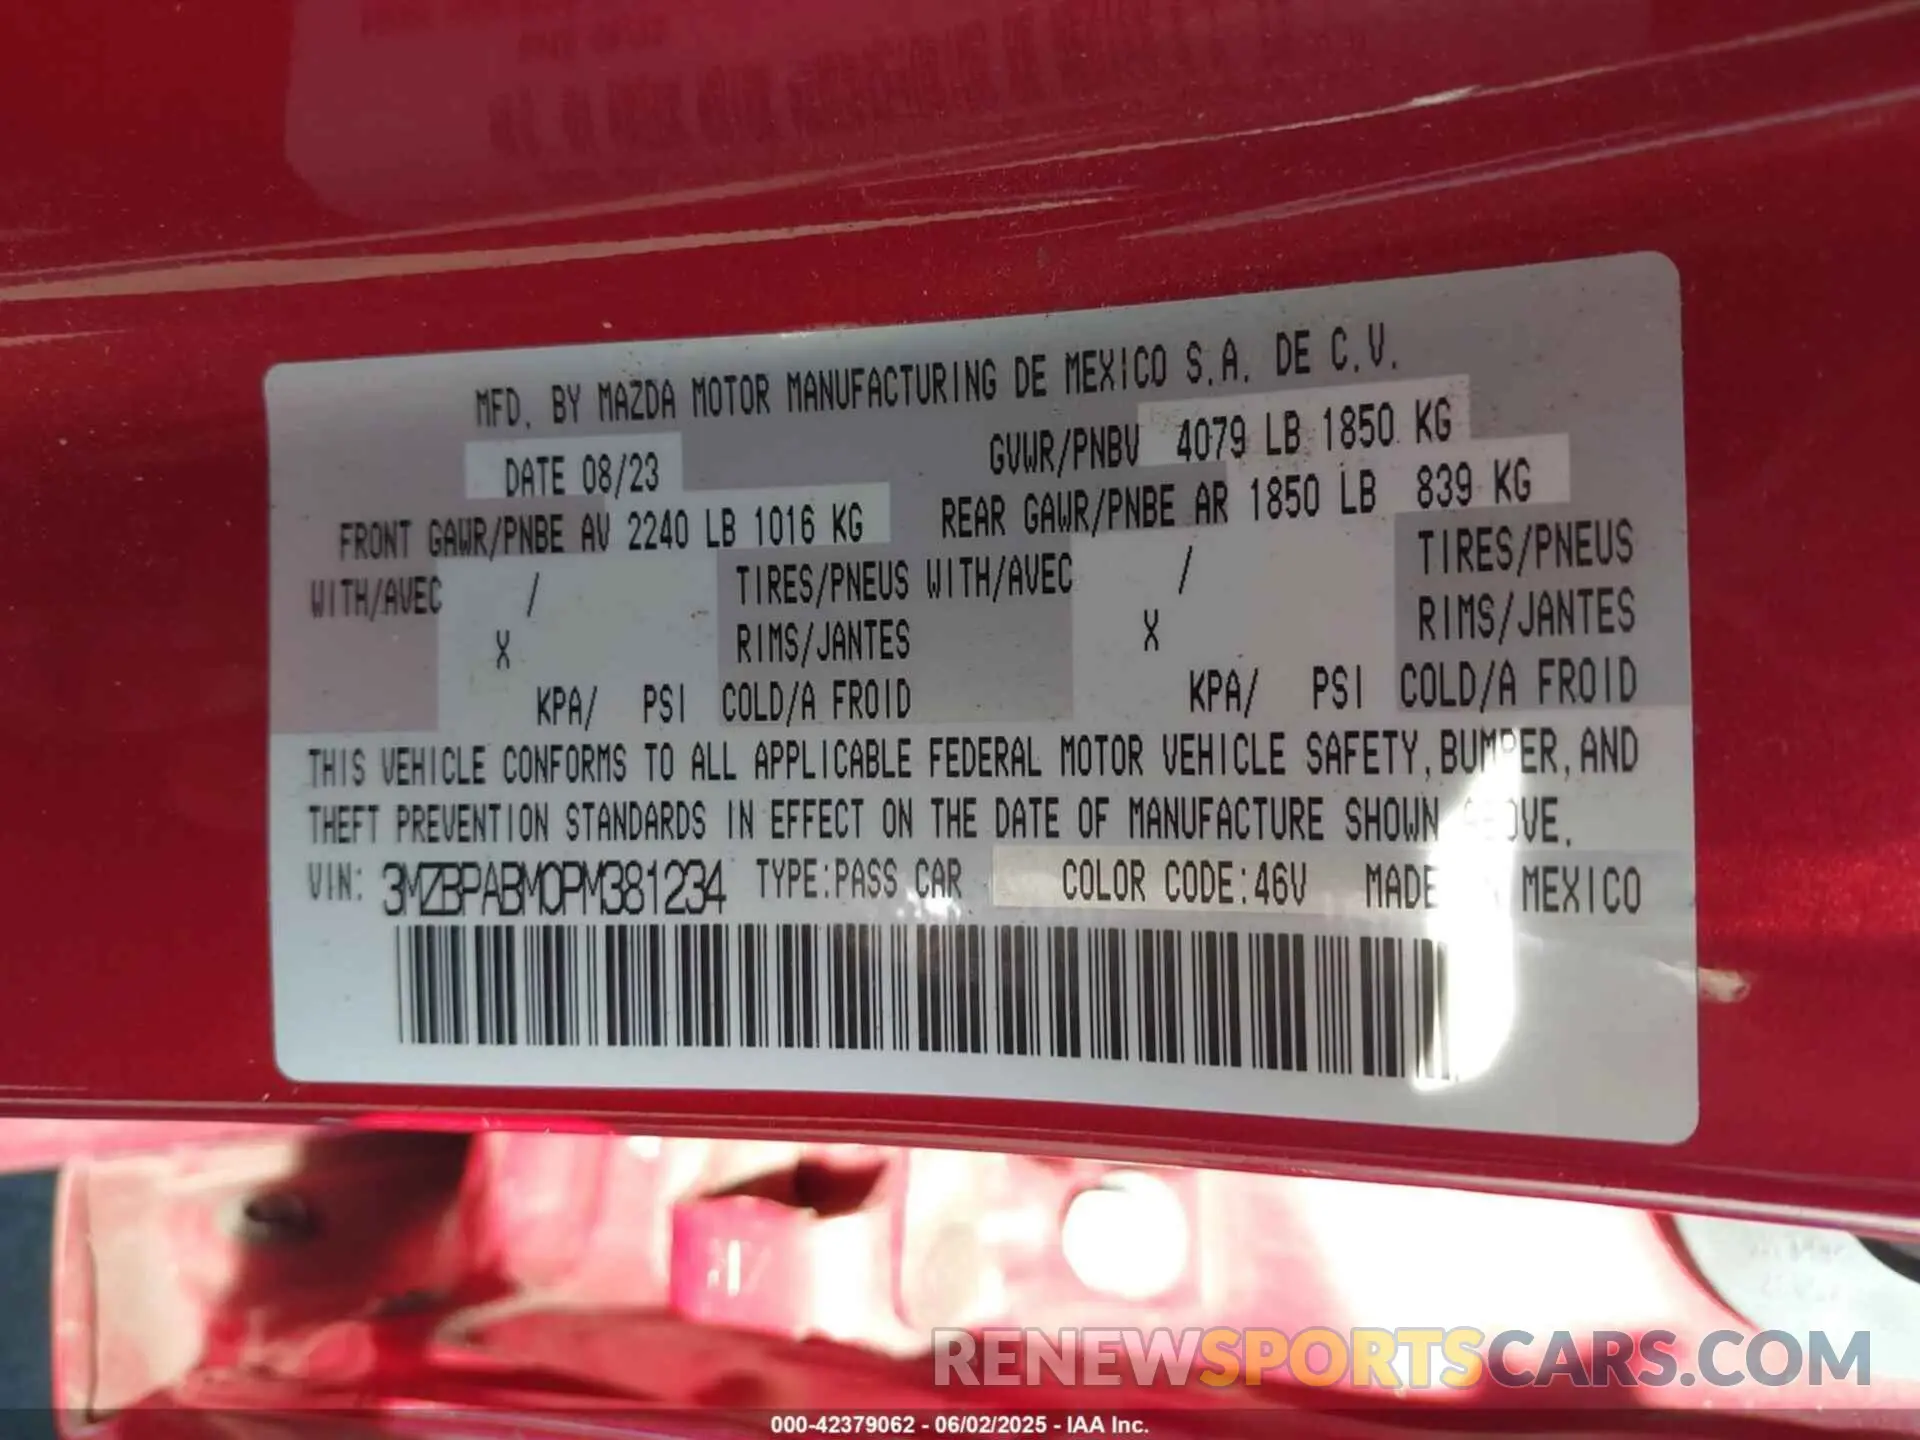 MFD. BY MAZDA MOTOR MANUFACTURING DE MEXICO S.A. DE C.V.
DATE 08/23 GVWR/PNBV 4079 LB 1850 KG
FRONT GAWR/PNBE AV 2240 LB 1016 KG REAR GAWR/PNBE AR 1850 LB 839 KG
WITH/AVEC / TIRES/PNEUS WITH/AVEC / TIRES/PNEUS
X RIMS/JANTES X RIMS/JANTES
KPA/ PSI COLD/A FROID KPA/ PSI COLD/A FROID
THIS VEHICLE CONFORMS TO ALL APPLICABLE FEDERAL MOTOR VEHICLE SAFETY, BUMPER, AND
THEFT PREVENTION STANDARDS IN EFFECT ON THE DATE OF MANUFACTURE SHOWN ABOVE.
VIN: 3MZBPABM0PM381234 TYPE:PASS CAR COLOR CODE:46V MADE MEXICO
RENEWSPORTSCARS.COM
000-42379062 - 06/02/2025 - IAA Inc.